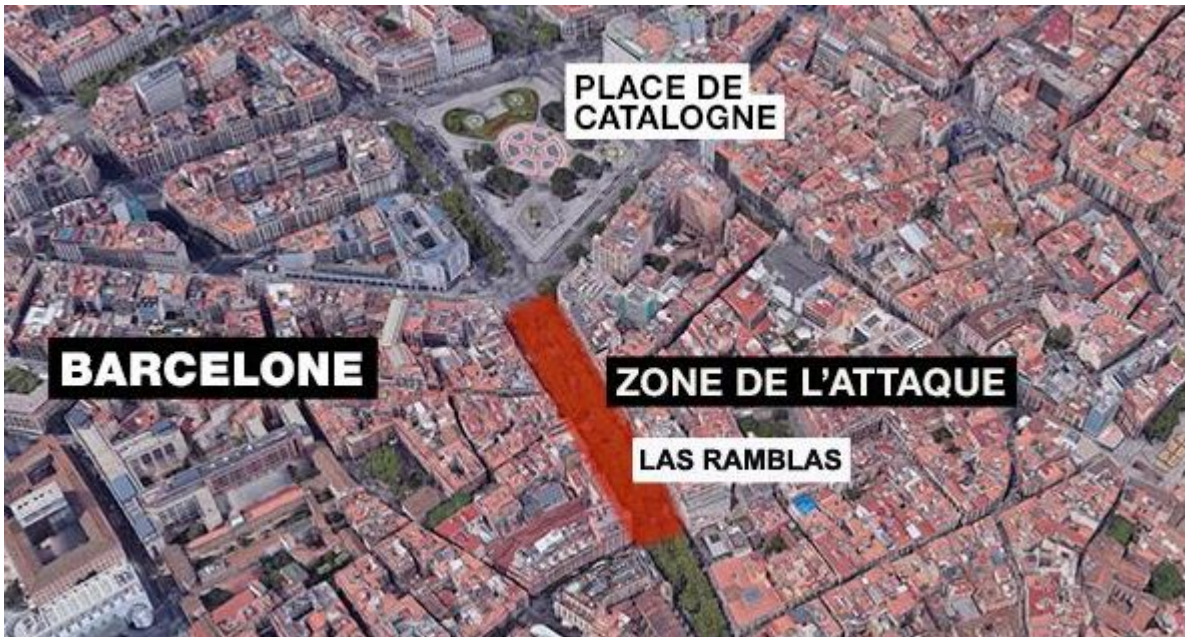 PLACE DE
CATALOGNE
BARCELONE
ZONE DE L'ATTAQUE
LAS RAMBLAS